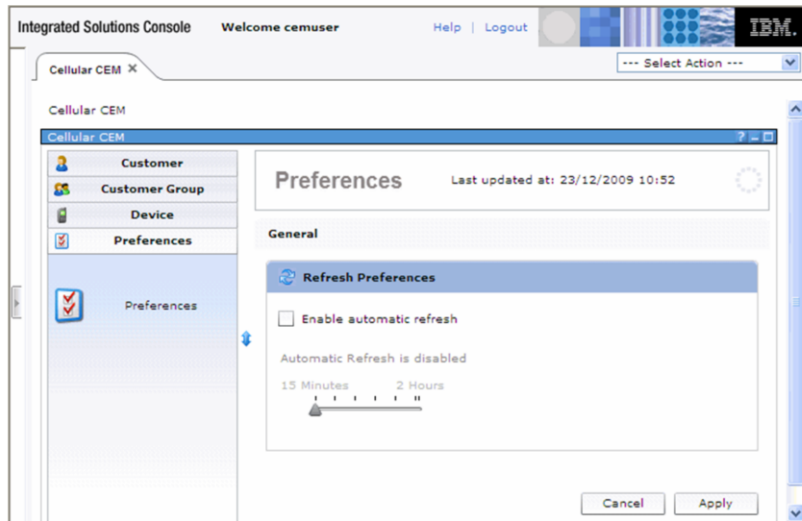 Integrated Solutions Console Welcome cemuser Help | Logout IBM.
Cellular CEM X --- Select Action ---
Cellular CEM
Cellular CEM
Customer
Customer Group
Device
Preferences
Preferences
Preferences Last updated at: 23/12/2009 10:52
General
Refresh Preferences
Enable automatic refresh
Automatic Refresh is disabled
15 Minutes 2 Hours
Cancel Apply